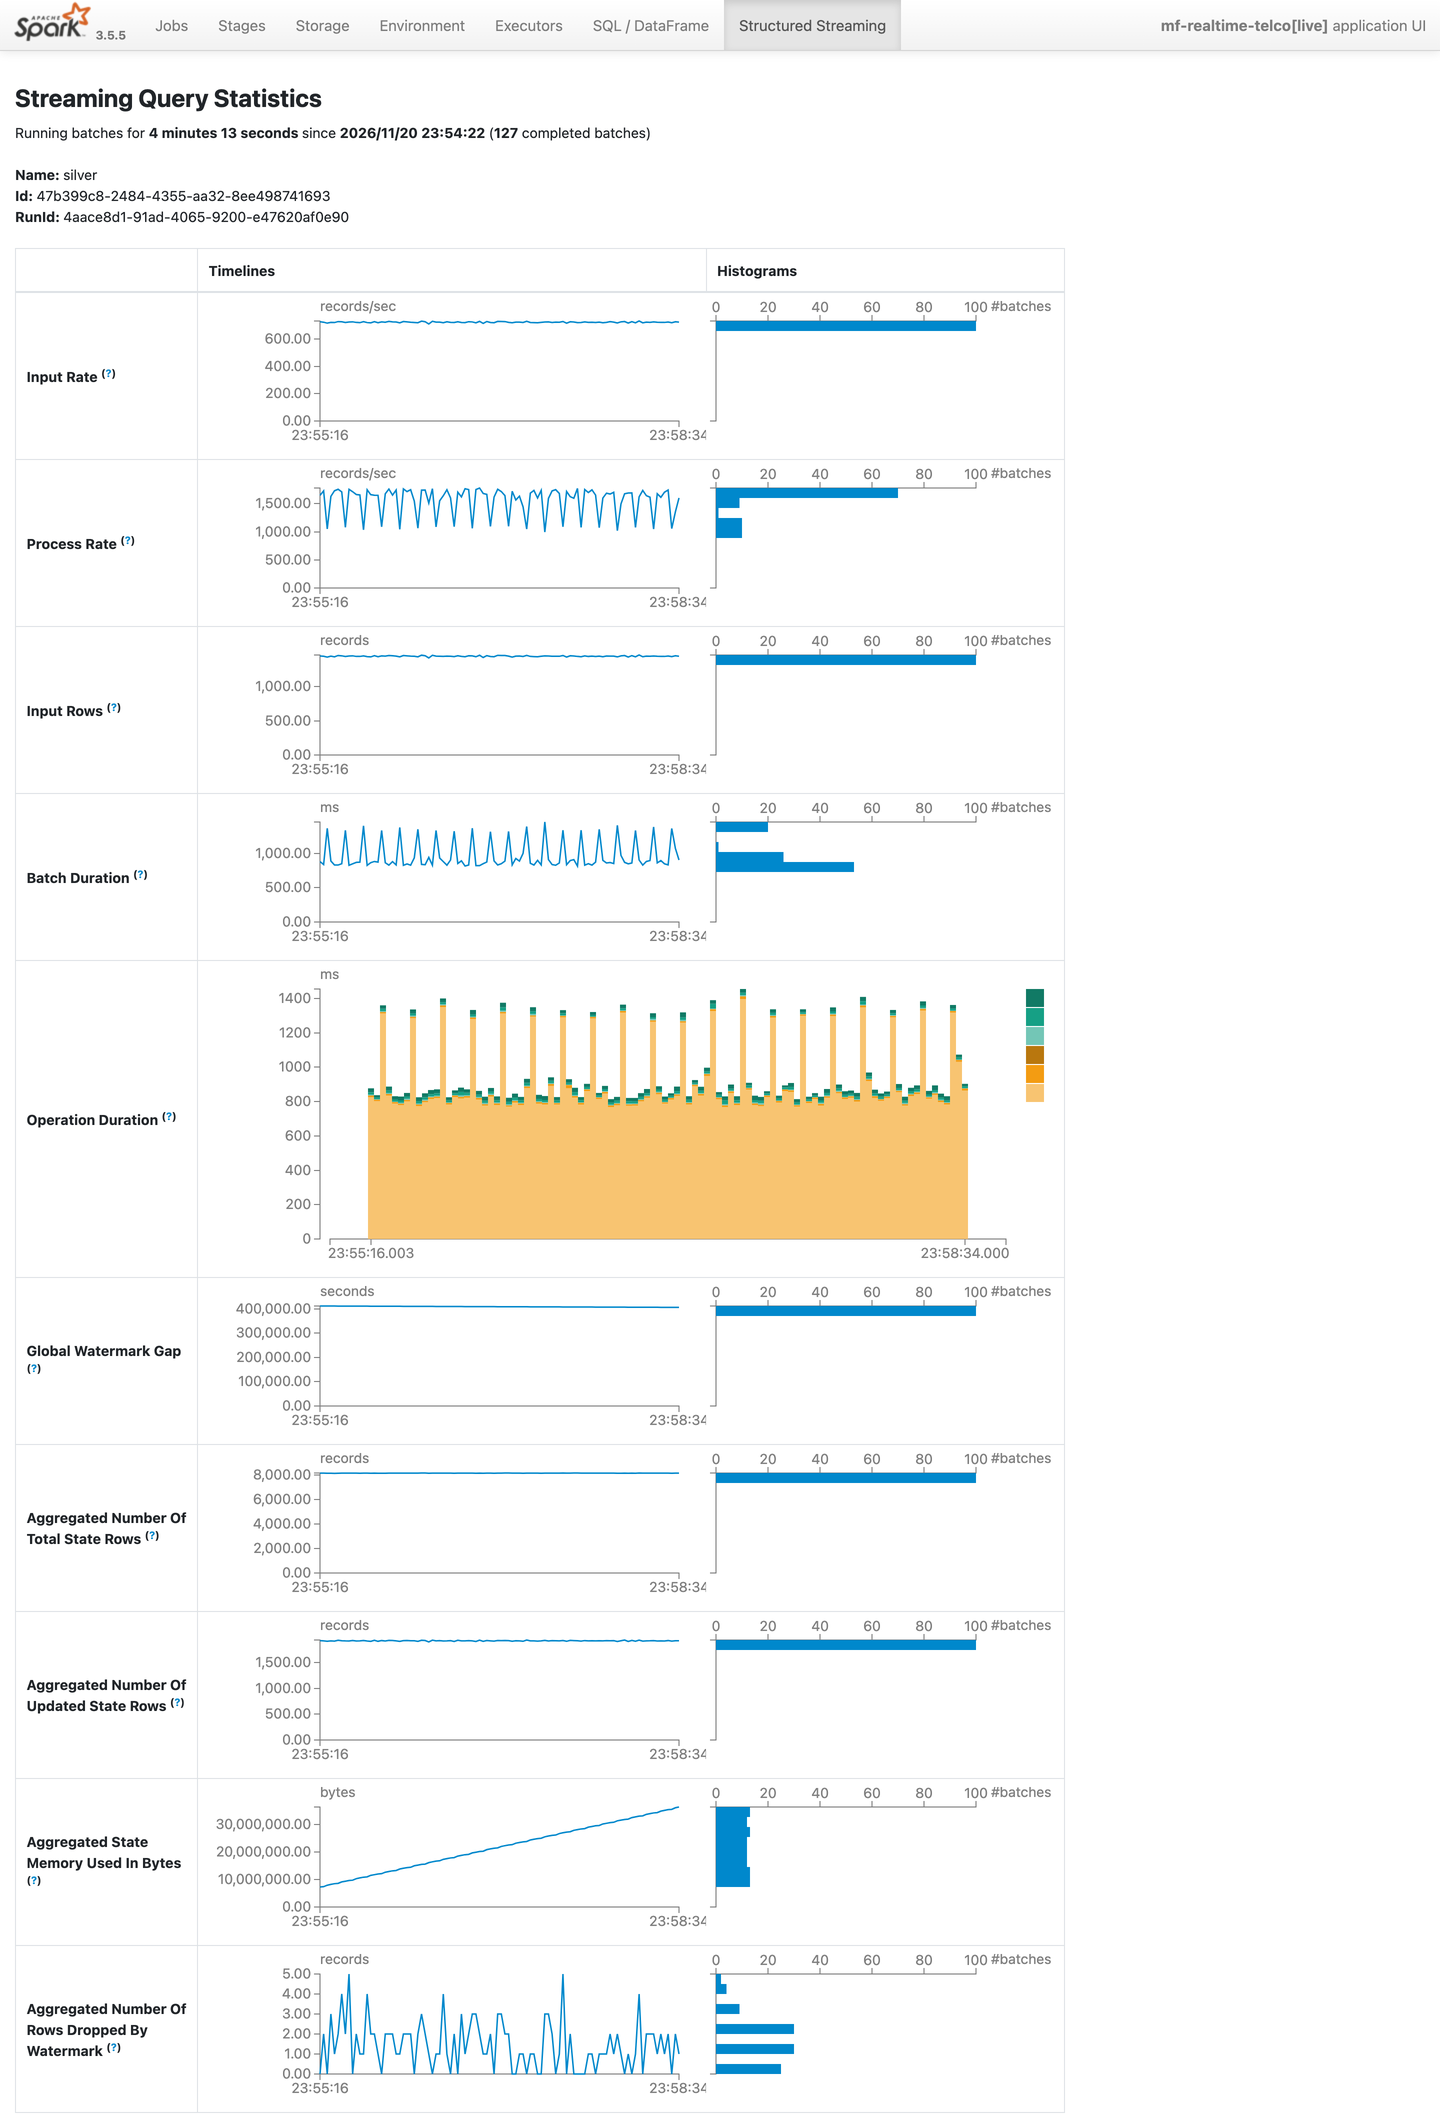 APACHE
Spark 3.5.5 Jobs Stages Storage Environment Executors SQL / DataFrame Structured Streaming mf-realtime-telco[live] application UI
Streaming Query Statistics
Running batches for 4 minutes 13 seconds since 2026/11/20 23:54:22 (127 completed batches)
Name: silver
Id: 47b399c8-2484-4355-aa32-8ee498741693
RunId: 4aace8d1-91ad-4065-9200-e47620af0e90
Timelines Histograms
Input Rate (?)
records/sec
600.00
400.00
200.00
0.00
23:55:16 23:58:34
0 20 40 60 80 100 #batches
Process Rate (?)
records/sec
1,500.00
1,000.00
500.00
0.00
23:55:16 23:58:34
0 20 40 60 80 100 #batches
Input Rows (?)
records
1,000.00
500.00
0.00
23:55:16 23:58:34
0 20 40 60 80 100 #batches
Batch Duration (?)
ms
1,000.00
500.00
0.00
23:55:16 23:58:34
0 20 40 60 80 100 #batches
Operation Duration (?)
ms
1400
1200
1000
800
600
400
200
0
23:55:16.003 23:58:34.000
Global Watermark Gap
(?)
seconds
400,000.00
300,000.00
200,000.00
100,000.00
0.00
23:55:16 23:58:34
0 20 40 60 80 100 #batches
Aggregated Number Of
Total State Rows (?)
records
8,000.00
6,000.00
4,000.00
2,000.00
0.00
23:55:16 23:58:34
0 20 40 60 80 100 #batches
Aggregated Number Of
Updated State Rows (?)
records
1,500.00
1,000.00
500.00
0.00
23:55:16 23:58:34
0 20 40 60 80 100 #batches
Aggregated State
Memory Used In Bytes
(?)
bytes
30,000,000.00
20,000,000.00
10,000,000.00
0.00
23:55:16 23:58:34
0 20 40 60 80 100 #batches
Aggregated Number Of
Rows Dropped By
Watermark (?)
records
5.00
4.00
3.00
2.00
1.00
0.00
23:55:16 23:58:34
0 20 40 60 80 100 #batches